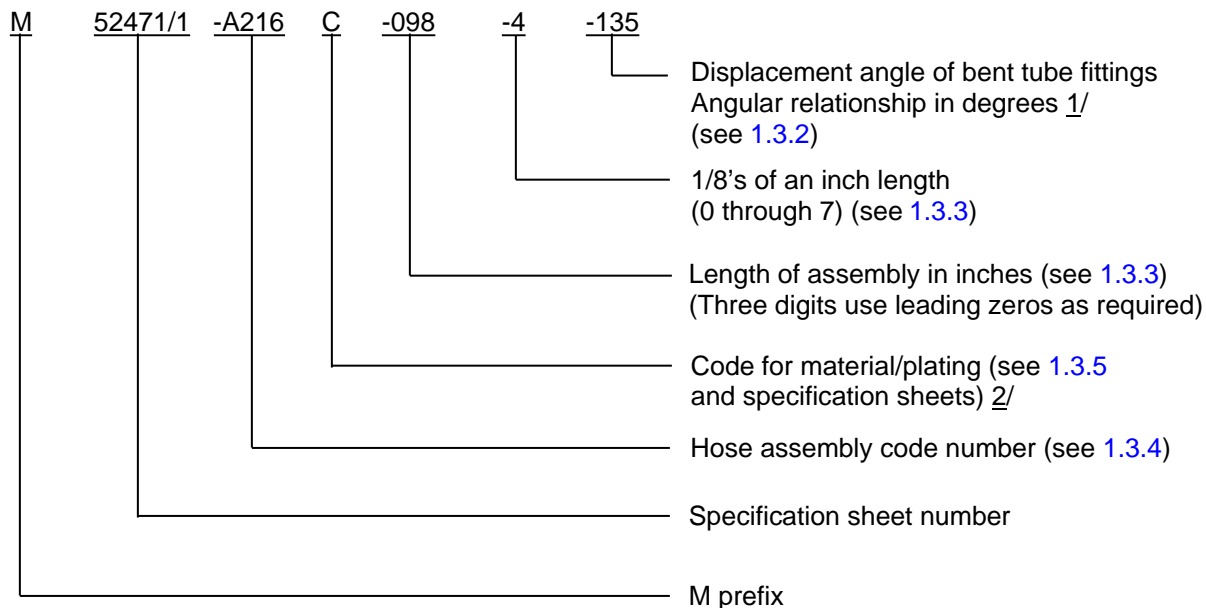 M 52471/1 -A216 C -098 -4 -135
Displacement angle of bent tube fittings
Angular relationship in degrees 1/
(see 1.3.2)
1/8's of an inch length
(0 through 7) (see 1.3.3)
Length of assembly in inches (see 1.3.3)
(Three digits use leading zeros as required)
Code for material/plating (see 1.3.5
and specification sheets) 2/
Hose assembly code number (see 1.3.4)
Specification sheet number
M prefix